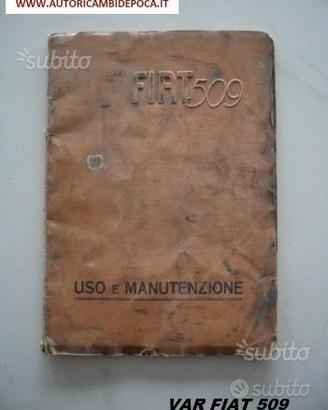 WWW.AUTORICAMBIDEPOCA.IT
subito
FIAT 509
USO E MANUTENZIONE
subito
subito
VAR FIAT 509